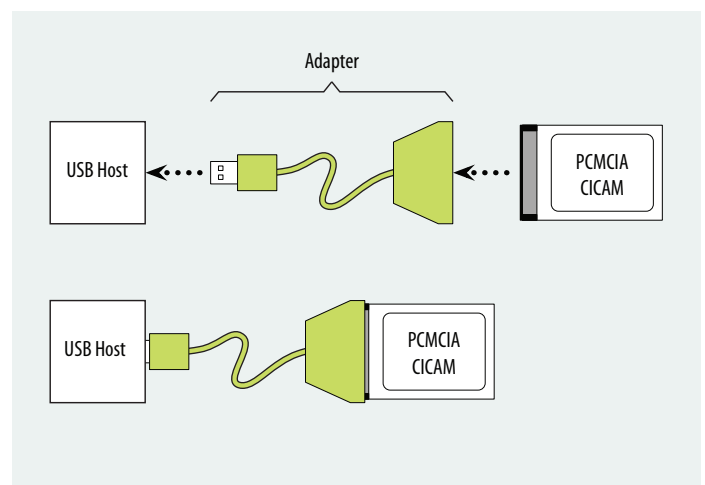 Adapter
USB Host
PCMCIA
CICAM
USB Host
PCMCIA
CICAM